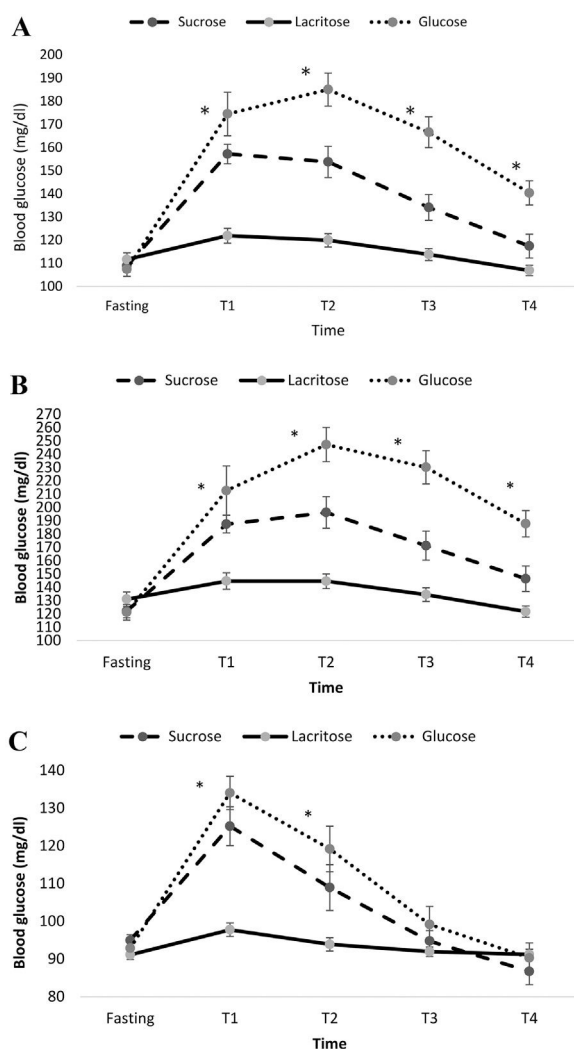 A
Sucrose Lacritose Glucose
200
190
180
170
160
150
140
130
120
110
100
Blood glucose (mg/dl)
* * * *
Fasting T1 T2 T3 T4
Time
B
Sucrose Lacritose Glucose
270
260
250
240
230
220
210
200
190
180
170
160
150
140
130
120
110
100
Blood glucose (mg/dl)
* * * *
Fasting T1 T2 T3 T4
Time
C
Sucrose Lacritose Glucose
140
130
120
110
100
90
80
Blood glucose (mg/dl)
* *
Fasting T1 T2 T3 T4
Time